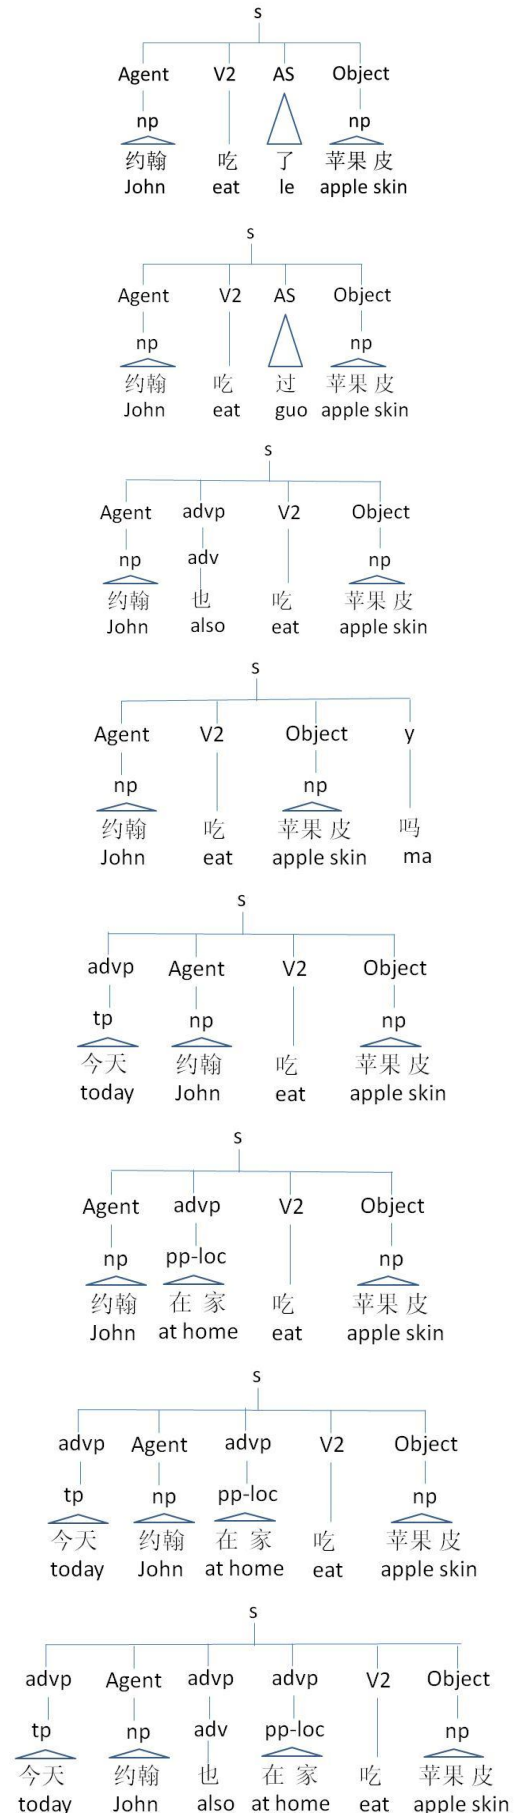 s
Agent V2 AS Object
np np
约翰 吃 了 苹果 皮
John eat le apple skin
s
Agent V2 AS Object
np np
约翰 吃 过 苹果 皮
John eat guo apple skin
s
Agent advp V2 Object
np adv np
约翰 也 吃 苹果 皮
John also eat apple skin
s
Agent V2 Object y
np np
约翰 吃 苹果 皮 吗
John eat apple skin ma
s
advp Agent V2 Object
tp np np
今天 约翰 吃 苹果 皮
today John eat apple skin
s
Agent advp V2 Object
np pp-loc np
约翰 在 家 吃 苹果 皮
John at home eat apple skin
s
advp Agent advp V2 Object
tp np pp-loc np
今天 约翰 在 家 吃 苹果 皮
today John at home eat apple skin
s
advp Agent advp advp V2 Object
tp np adv pp-loc np
今天 约翰 也 在 家 吃 苹果 皮
today John also at home eat apple skin